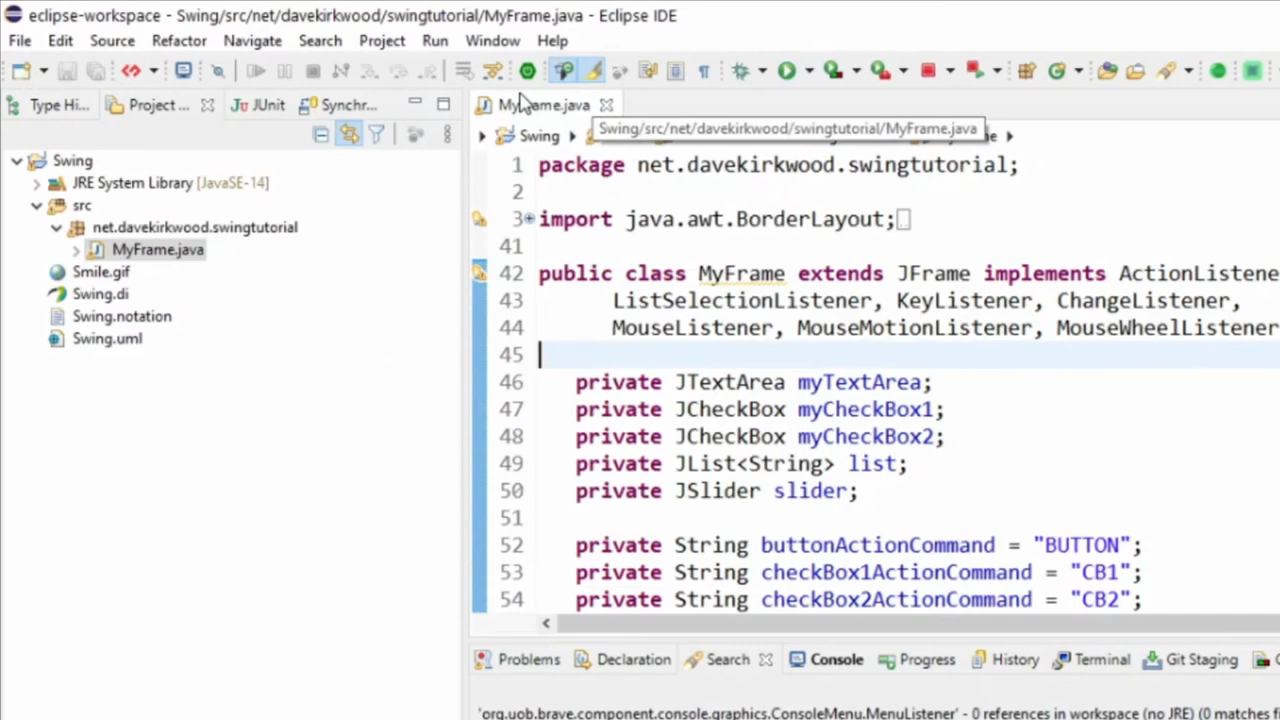 eclipse-workspace - Swing/src/net/davekirkwood/swingtutorial/MyFrame.java - Eclipse IDE
File Edit Source Refactor Navigate Search Project Run Window Help
Type Hi... Project ... JUnit Synchr...
MyFrame.java
Swing/src/net/davekirkwood/swingtutorial/MyFrame.java
Swing
Swing
JRE System Library [JavaSE-14]
src
net.davekirkwood.swingtutorial
MyFrame.java
Smile.gif
Swing.di
Swing.notation
Swing.uml
1 package net.davekirkwood.swingtutorial;
2
3 import java.awt.BorderLayout;
41
42 public class MyFrame extends JFrame implements ActionListene
43 ListSelectionListener, KeyListener, ChangeListener,
44 MouseListener, MouseMotionListener, MouseWheelListener
45
46 private JTextArea myTextArea;
47 private JCheckBox myCheckBox1;
48 private JCheckBox myCheckBox2;
49 private JList<String> list;
50 private JSlider slider;
51
52 private String buttonActionCommand = "BUTTON";
53 private String checkBox1ActionCommand = "CB1";
54 private String checkBox2ActionCommand = "CB2";
Problems Declaration Search Console Progress History Terminal Git Staging
'org.uob.brave.component.console.graphics.ConsoleMenu.MenuListener' - 0 references in workspace (no JRE) (0 matches f